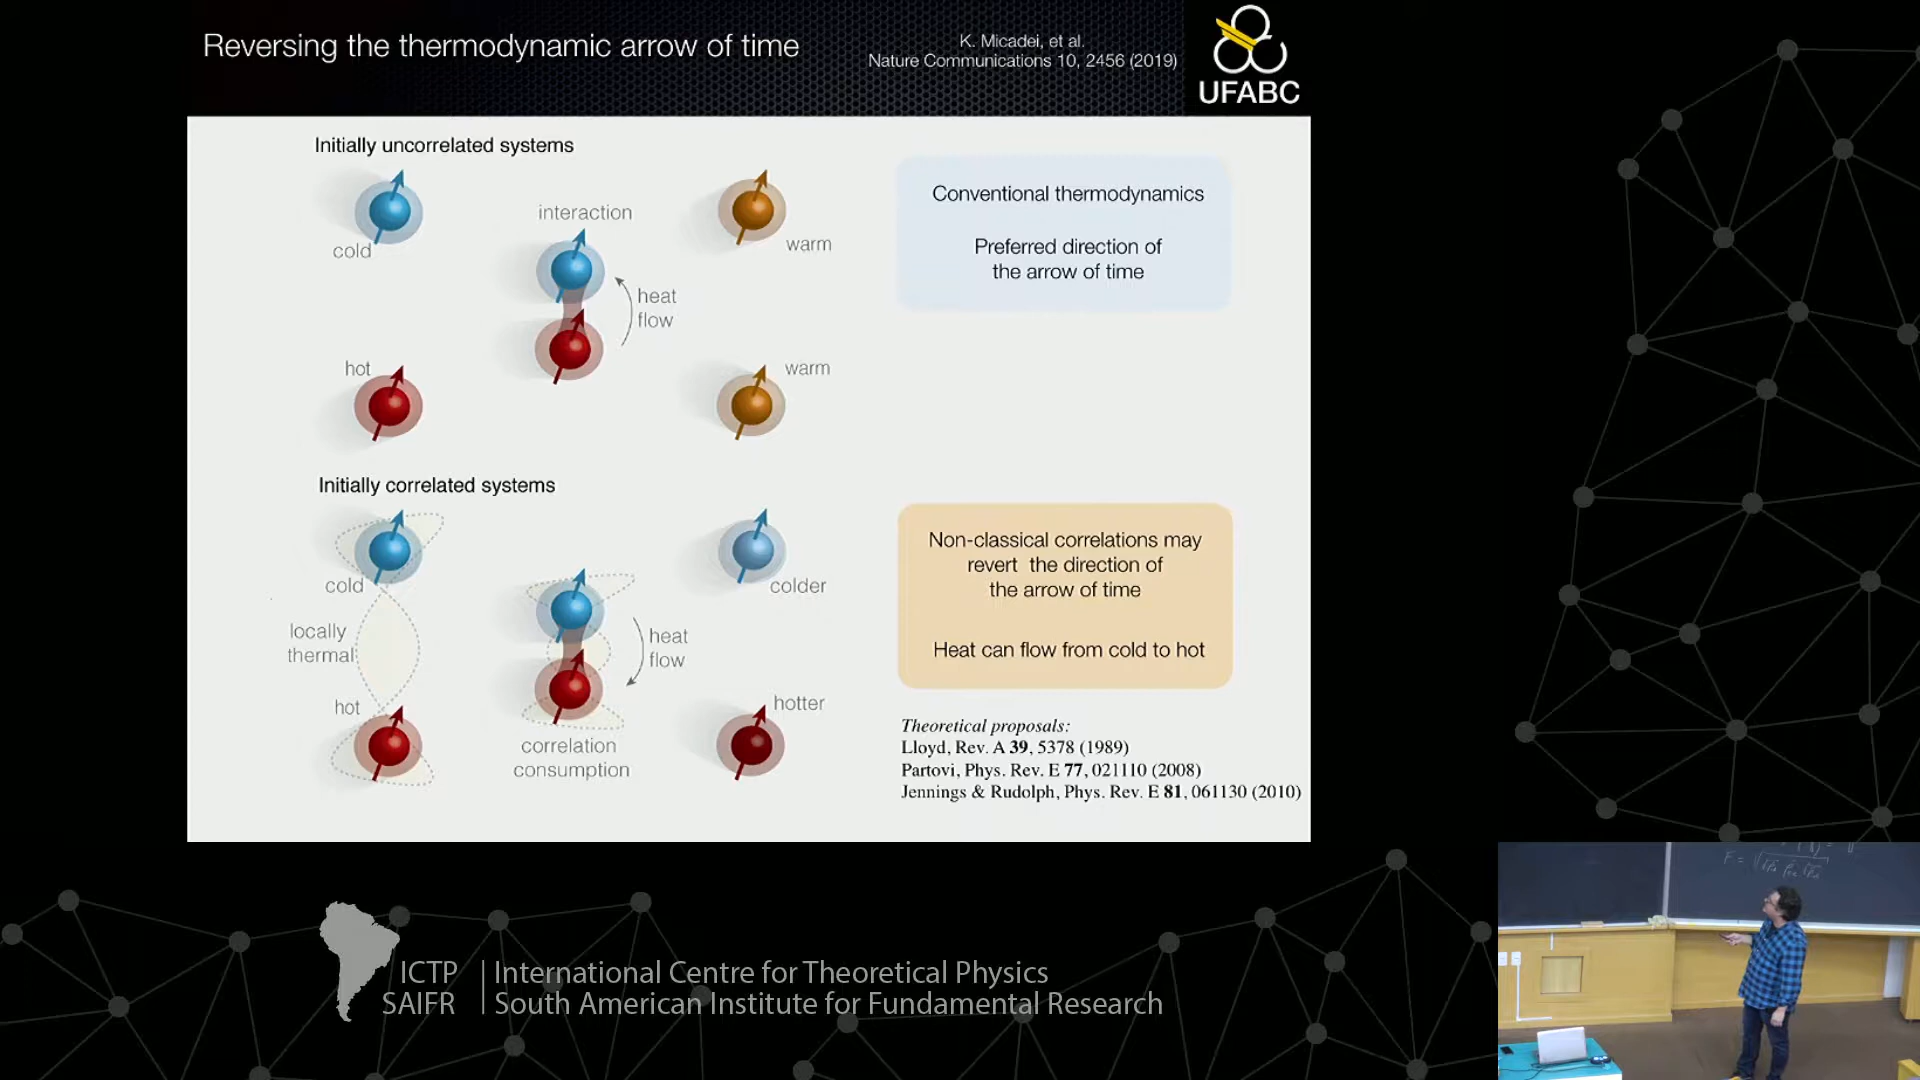 Reversing the thermodynamic arrow of time
K. Micadei, et al.
Nature Communications 10, 2456 (2019)
UFABC
Initially uncorrelated systems
cold
interaction
heat
flow
warm
hot
warm
Conventional thermodynamics
Preferred direction of
the arrow of time
Initially correlated systems
cold
locally
thermal
hot
heat
flow
correlation
consumption
colder
hotter
Non-classical correlations may
revert the direction of
the arrow of time
Heat can flow from cold to hot
Theoretical proposals:
Lloyd, Rev. A 39, 5378 (1989)
Partovi, Phys. Rev. E 77, 021110 (2008)
Jennings & Rudolph, Phys. Rev. E 81, 061130 (2010)
ICTP
SAIFR
International Centre for Theoretical Physics
South American Institute for Fundamental Research